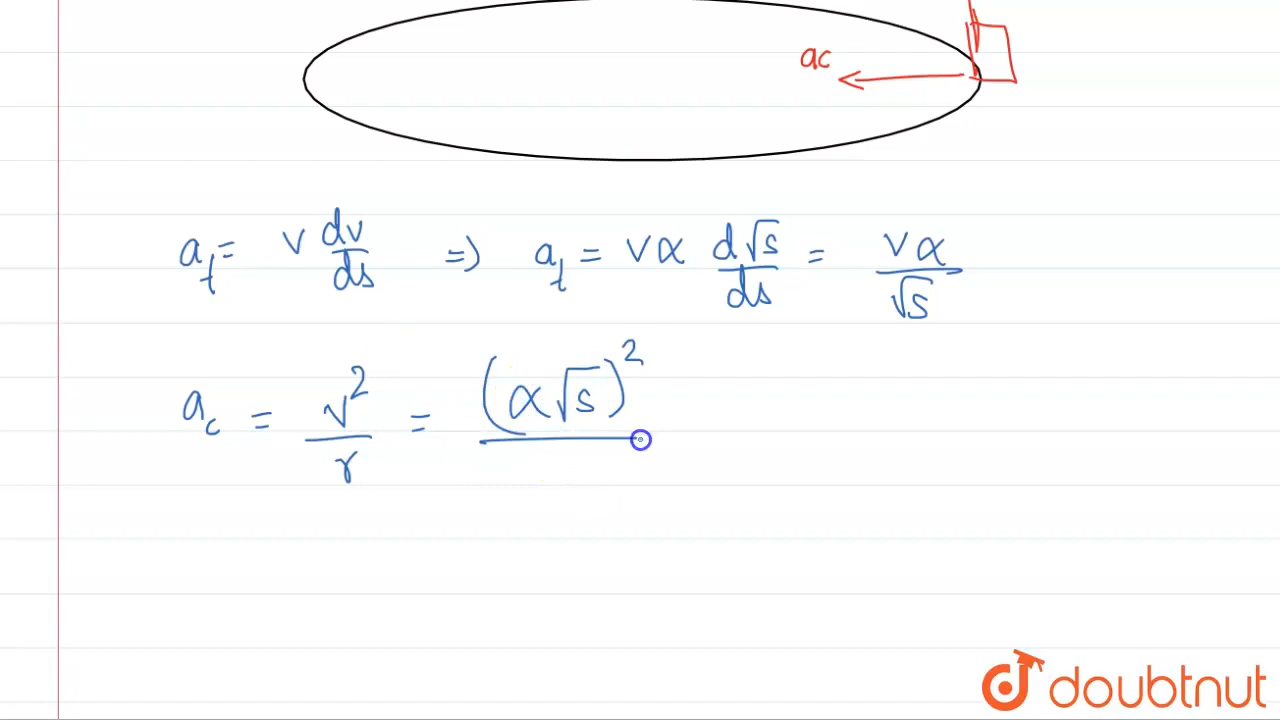 ac
a_t = v dv/ds => a_t = vα d√s/ds = vα/√s
a_c = v²/r = (α√s)²
doubtnut